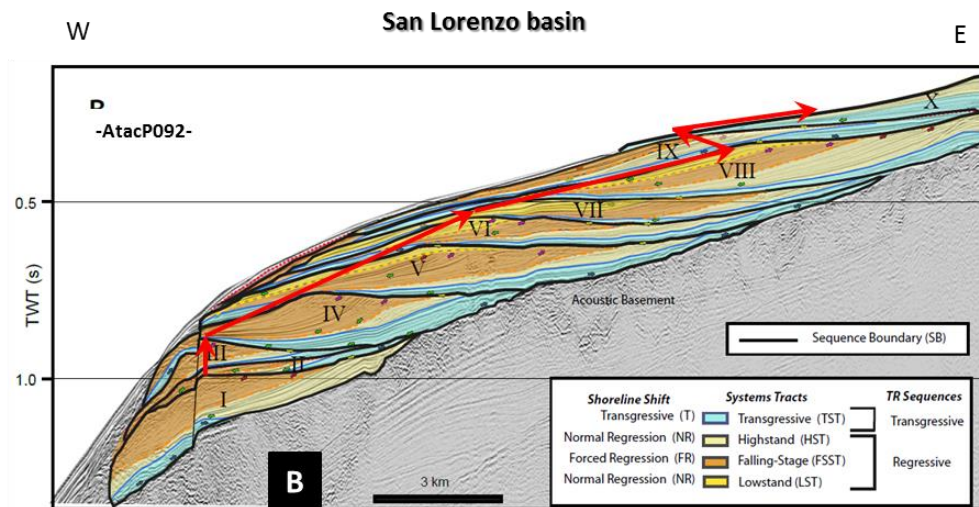 San Lorenzo basin
W
E
-AtacP092-
X
IX
VIII
0.5
VII
VI
V
TWT (s)
Acoustic Basement
IV
Sequence Boundary (SB)
II
1.0
I
Shoreline Shift Systems Tracts TR Sequences
Transgressive (T) Transgressive (TST) Transgressive
Normal Regression (NR) Highstand (HST)
Forced Regression (FR) Falling-Stage (FSST) Regressive
Normal Regression (NR) Lowstand (LST)
B
3 km